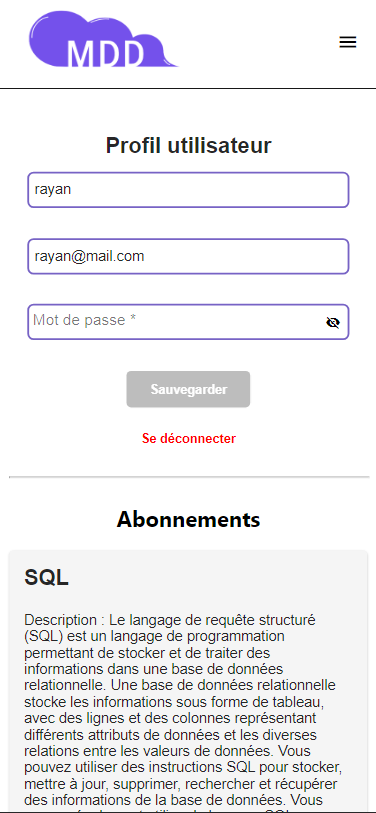 MDD
Profil utilisateur
rayan
rayan@mail.com
Mot de passe *
Sauvegarder
Se déconnecter
Abonnements
SQL
Description : Le langage de requête structuré
(SQL) est un langage de programmation
permettant de stocker et de traiter des
informations dans une base de données
relationnelle. Une base de données relationnelle
stocke les informations sous forme de tableau,
avec des lignes et des colonnes représentant
différents attributs de données et les diverses
relations entre les valeurs de données. Vous
pouvez utiliser des instructions SQL pour stocker,
mettre à jour, supprimer, rechercher et récupérer
des informations de la base de données. Vous